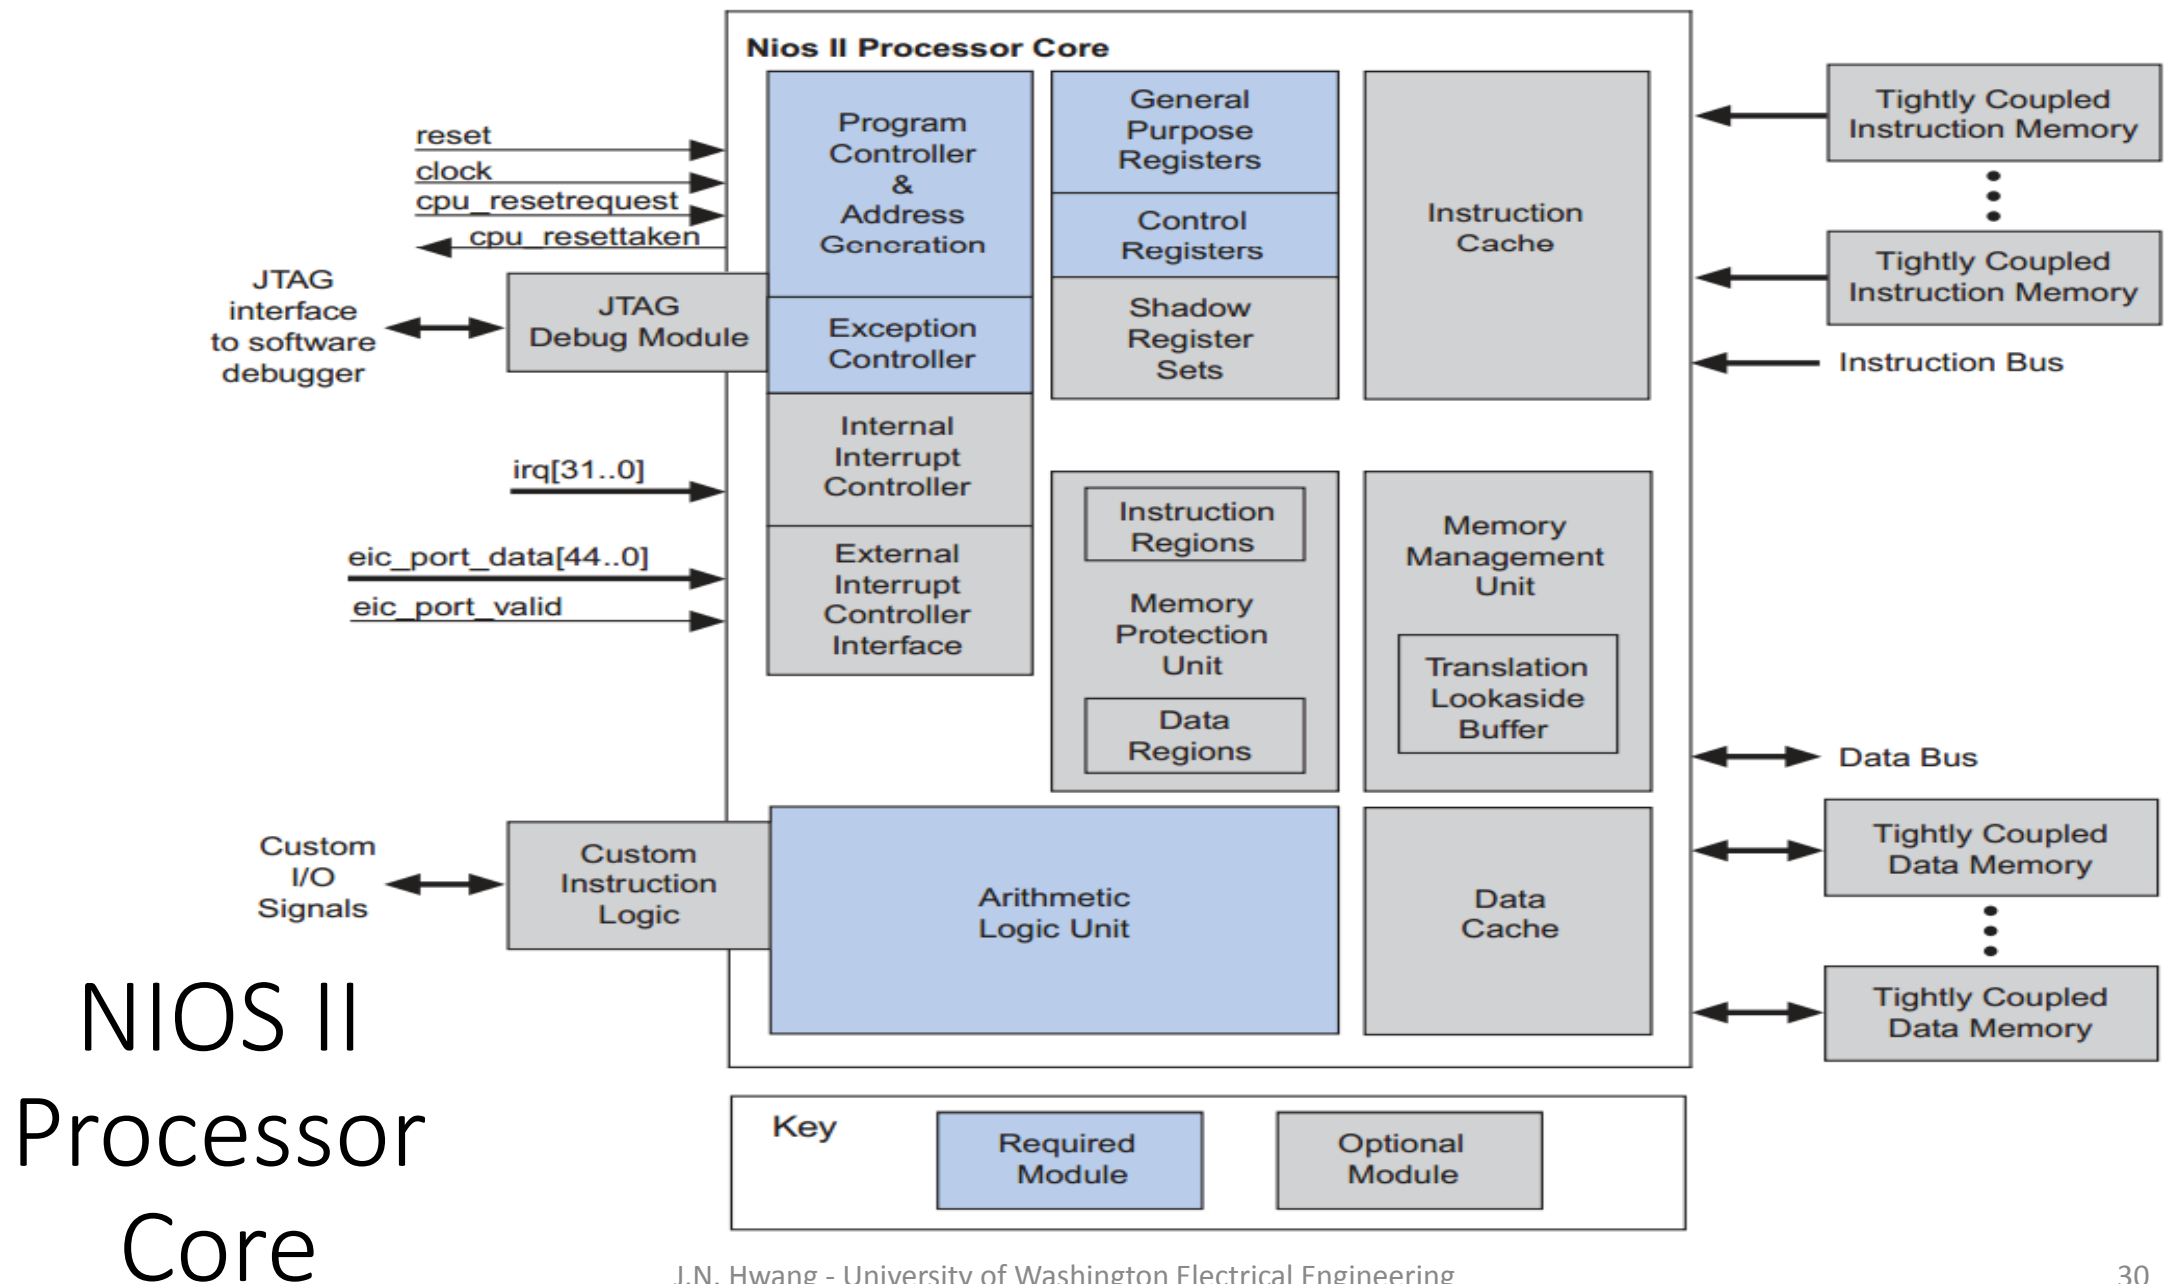 Nios II Processor Core
reset
clock
cpu_resetrequest
cpu_resettaken
JTAG
interface
to software
debugger
JTAG
Debug Module
irq[31..0]
eic_port_data[44..0]
eic_port_valid
Custom
I/O
Signals
Custom
Instruction
Logic
Program
Controller
&
Address
Generation
Exception
Controller
Internal
Interrupt
Controller
External
Interrupt
Controller
Interface
General
Purpose
Registers
Control
Registers
Shadow
Register
Sets
Instruction
Cache
Instruction
Regions
Memory
Protection
Unit
Data
Regions
Memory
Management
Unit
Translation
Lookaside
Buffer
Arithmetic
Logic Unit
Data
Cache
Tightly Coupled
Instruction Memory
Tightly Coupled
Instruction Memory
Instruction Bus
Data Bus
Tightly Coupled
Data Memory
Tightly Coupled
Data Memory
Key
Required
Module
Optional
Module
NIOS II
Processor
Core
J.N. Hwang - University of Washington Electrical Engineering
30